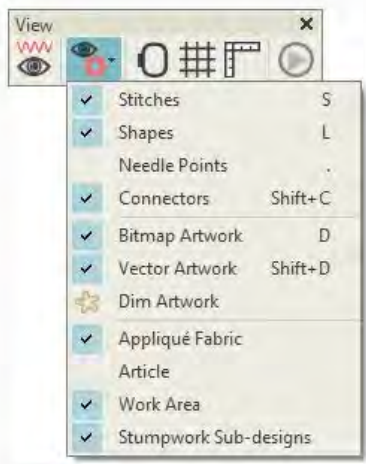 View
Stitches S
Shapes L
Needle Points .
Connectors Shift+C
Bitmap Artwork D
Vector Artwork Shift+D
Dim Artwork
Appliqué Fabric
Article
Work Area
Stumpwork Sub-designs